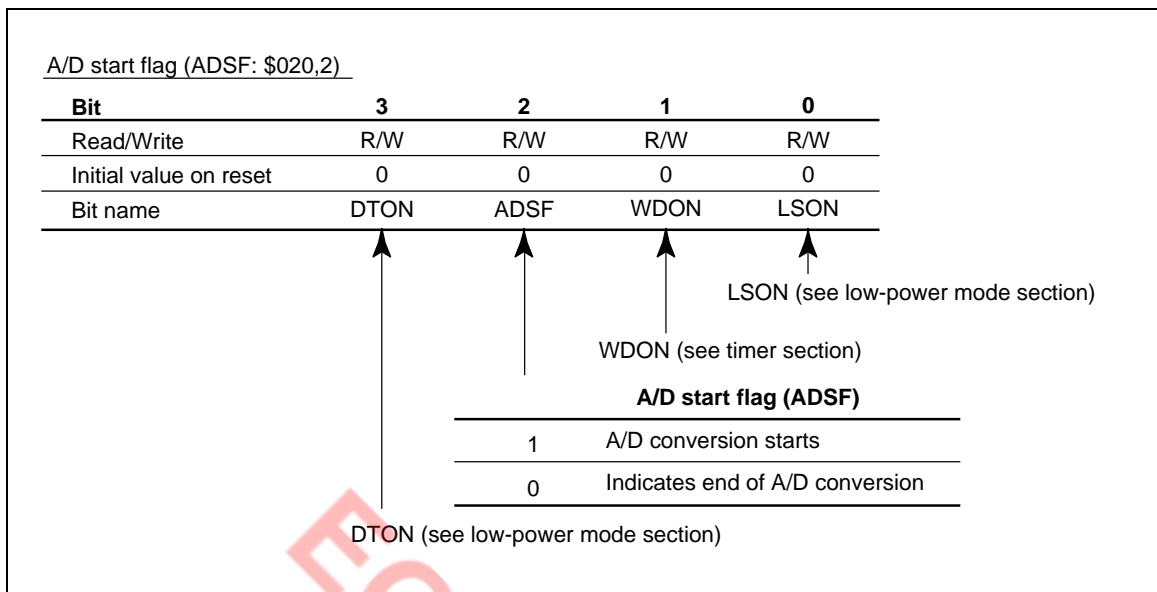 A/D start flag (ADSF: $020,2)
Bit 3 2 1 0
Read/Write R/W R/W R/W R/W
Initial value on reset 0 0 0 0
Bit name DTON ADSF WDON LSON
LSON (see low-power mode section)
WDON (see timer section)
A/D start flag (ADSF)
1 A/D conversion starts
0 Indicates end of A/D conversion
DTON (see low-power mode section)